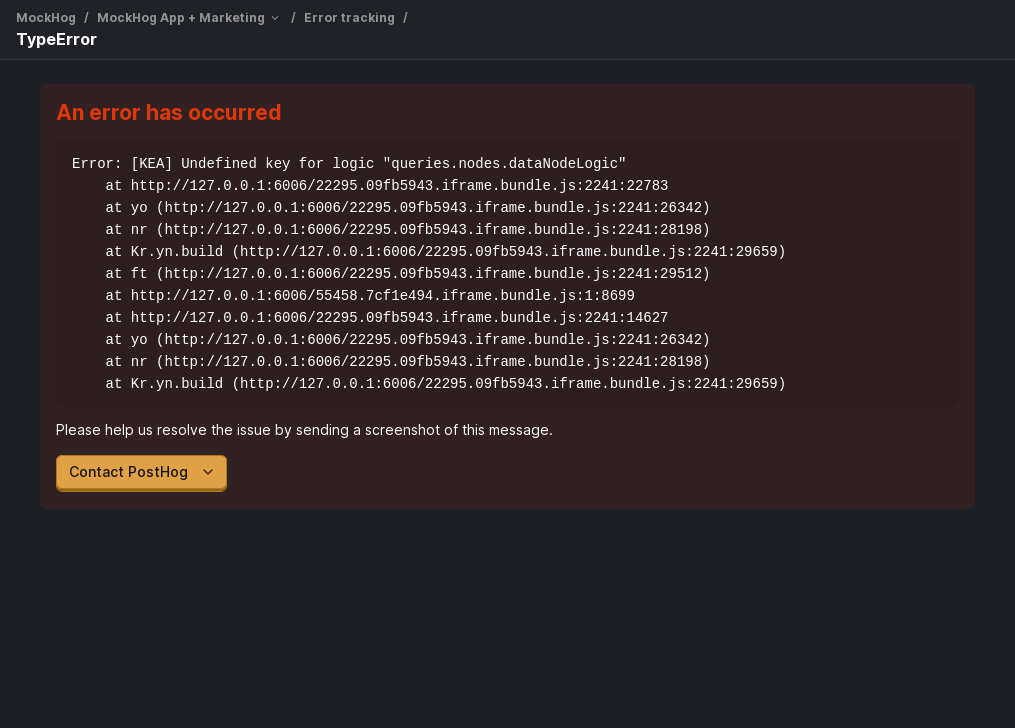 MockHog / MockHog App + Marketing / Error tracking /
TypeError
An error has occurred
Error: [KEA] Undefined key for logic "queries.nodes.dataNodeLogic"
    at http://127.0.0.1:6006/22295.09fb5943.iframe.bundle.js:2241:22783
    at yo (http://127.0.0.1:6006/22295.09fb5943.iframe.bundle.js:2241:26342)
    at nr (http://127.0.0.1:6006/22295.09fb5943.iframe.bundle.js:2241:28198)
    at Kr.yn.build (http://127.0.0.1:6006/22295.09fb5943.iframe.bundle.js:2241:29659)
    at ft (http://127.0.0.1:6006/22295.09fb5943.iframe.bundle.js:2241:29512)
    at http://127.0.0.1:6006/55458.7cf1e494.iframe.bundle.js:1:8699
    at http://127.0.0.1:6006/22295.09fb5943.iframe.bundle.js:2241:14627
    at yo (http://127.0.0.1:6006/22295.09fb5943.iframe.bundle.js:2241:26342)
    at nr (http://127.0.0.1:6006/22295.09fb5943.iframe.bundle.js:2241:28198)
    at Kr.yn.build (http://127.0.0.1:6006/22295.09fb5943.iframe.bundle.js:2241:29659)
Please help us resolve the issue by sending a screenshot of this message.
Contact PostHog